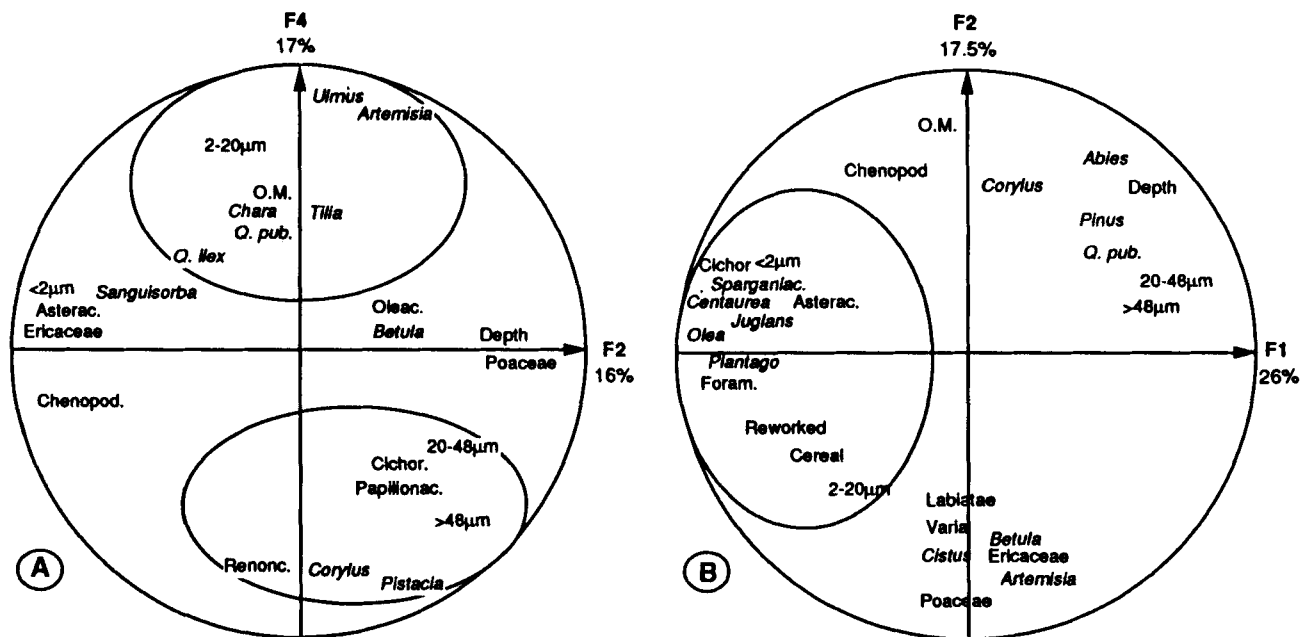 F4
17%
Ulmus
Artemisia
2-20µm
O.M.
Chara
Tilia
Q. pub.
Q. ilex
<2µm
Sanguisorba
Asterac.
Ericaceae
Oleac.
Betula
Depth
Poaceae
F2
16%
Chenopod.
20-48µm
Cichor.
Papilionac.
>48µm
Renonc.
Corylus
Pistacia
A
F2
17.5%
O.M.
Chenopod
Corylus
Abies
Depth
Pinus
Q. pub.
20-48µm
>48µm
Cichor <2µm
Sparganiac.
Centaurea Asterac.
Juglans
Olea
Plantago
Foram.
F1
26%
Reworked
Cereal
2-20µm
Labiatae
Varia
Betula
Cistus Ericaceae
Artemisia
Poaceae
B